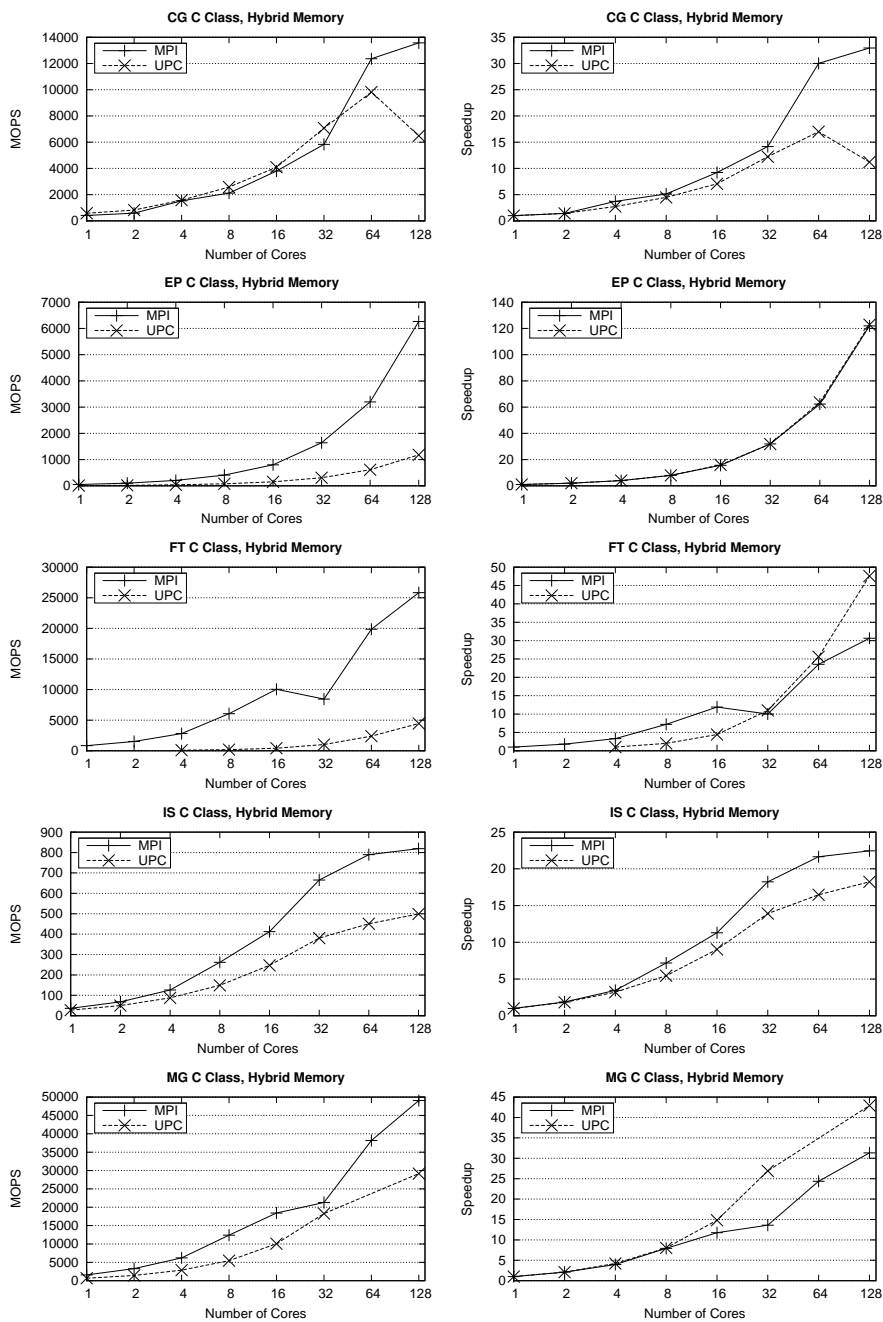 CG C Class, Hybrid Memory
14000
12000
10000
8000
6000
4000
2000
0
MOPS
MPI
UPC
1 2 4 8 16 32 64 128
Number of Cores
CG C Class, Hybrid Memory
35
30
25
20
15
10
5
0
Speedup
MPI
UPC
1 2 4 8 16 32 64 128
Number of Cores
EP C Class, Hybrid Memory
7000
6000
5000
4000
3000
2000
1000
0
MOPS
MPI
UPC
1 2 4 8 16 32 64 128
Number of Cores
EP C Class, Hybrid Memory
140
120
100
80
60
40
20
0
Speedup
MPI
UPC
1 2 4 8 16 32 64 128
Number of Cores
FT C Class, Hybrid Memory
30000
25000
20000
15000
10000
5000
0
MOPS
MPI
UPC
1 2 4 8 16 32 64 128
Number of Cores
FT C Class, Hybrid Memory
50
45
40
35
30
25
20
15
10
5
0
Speedup
MPI
UPC
1 2 4 8 16 32 64 128
Number of Cores
IS C Class, Hybrid Memory
900
800
700
600
500
400
300
200
100
0
MOPS
MPI
UPC
1 2 4 8 16 32 64 128
Number of Cores
IS C Class, Hybrid Memory
25
20
15
10
5
0
Speedup
MPI
UPC
1 2 4 8 16 32 64 128
Number of Cores
MG C Class, Hybrid Memory
50000
45000
40000
35000
30000
25000
20000
15000
10000
5000
0
MOPS
MPI
UPC
1 2 4 8 16 32 64 128
Number of Cores
MG C Class, Hybrid Memory
45
40
35
30
25
20
15
10
5
0
Speedup
MPI
UPC
1 2 4 8 16 32 64 128
Number of Cores